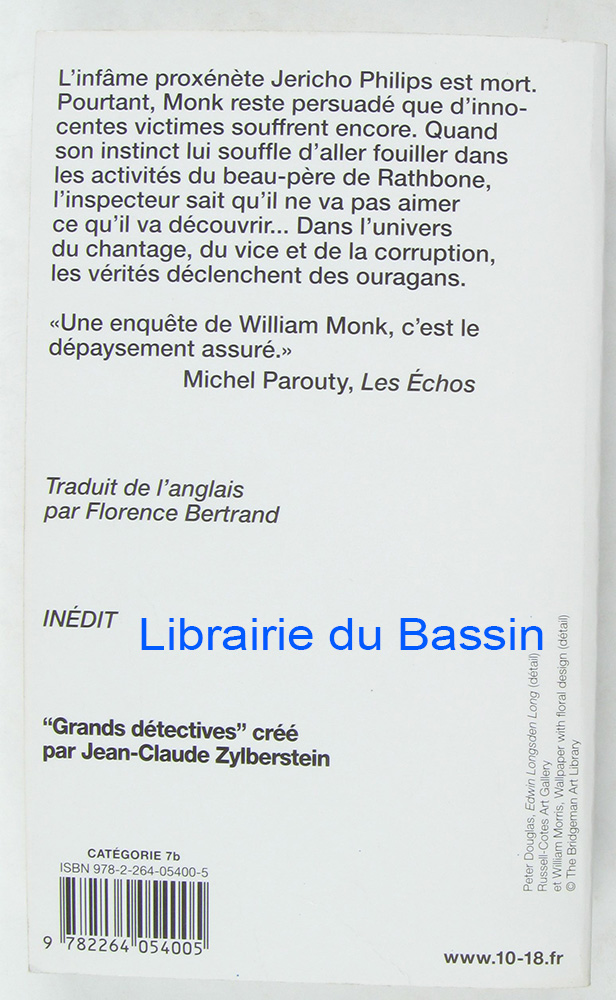 L’infâme proxénète Jericho Philips est mort.
Pourtant, Monk reste persuadé que d’inno-
centes victimes souffrent encore. Quand
son instinct lui souffle d’aller fouiller dans
les activités du beau-père de Rathbone,
l’inspecteur sait qu’il ne va pas aimer
ce qu’il va découvrir... Dans l’univers
du chantage, du vice et de la corruption,
les vérités déclenchent des ouragans.
«Une enquête de William Monk, c’est le
dépaysement assuré.»
Michel Parouty, Les Échos
Traduit de l’anglais
par Florence Bertrand
INÉDIT
Librairie du Bassin
“Grands détectives” créé
par Jean-Claude Zylberstein
Peter Douglas, Edwin Longsden Long (détail)
Russell-Cotes Art Gallery
et William Morris, Wallpaper with floral design (détail)
© The Bridgeman Art Library
CATÉGORIE 7b
ISBN 978-2-264-05400-5
9 782264 054005
www.10-18.fr